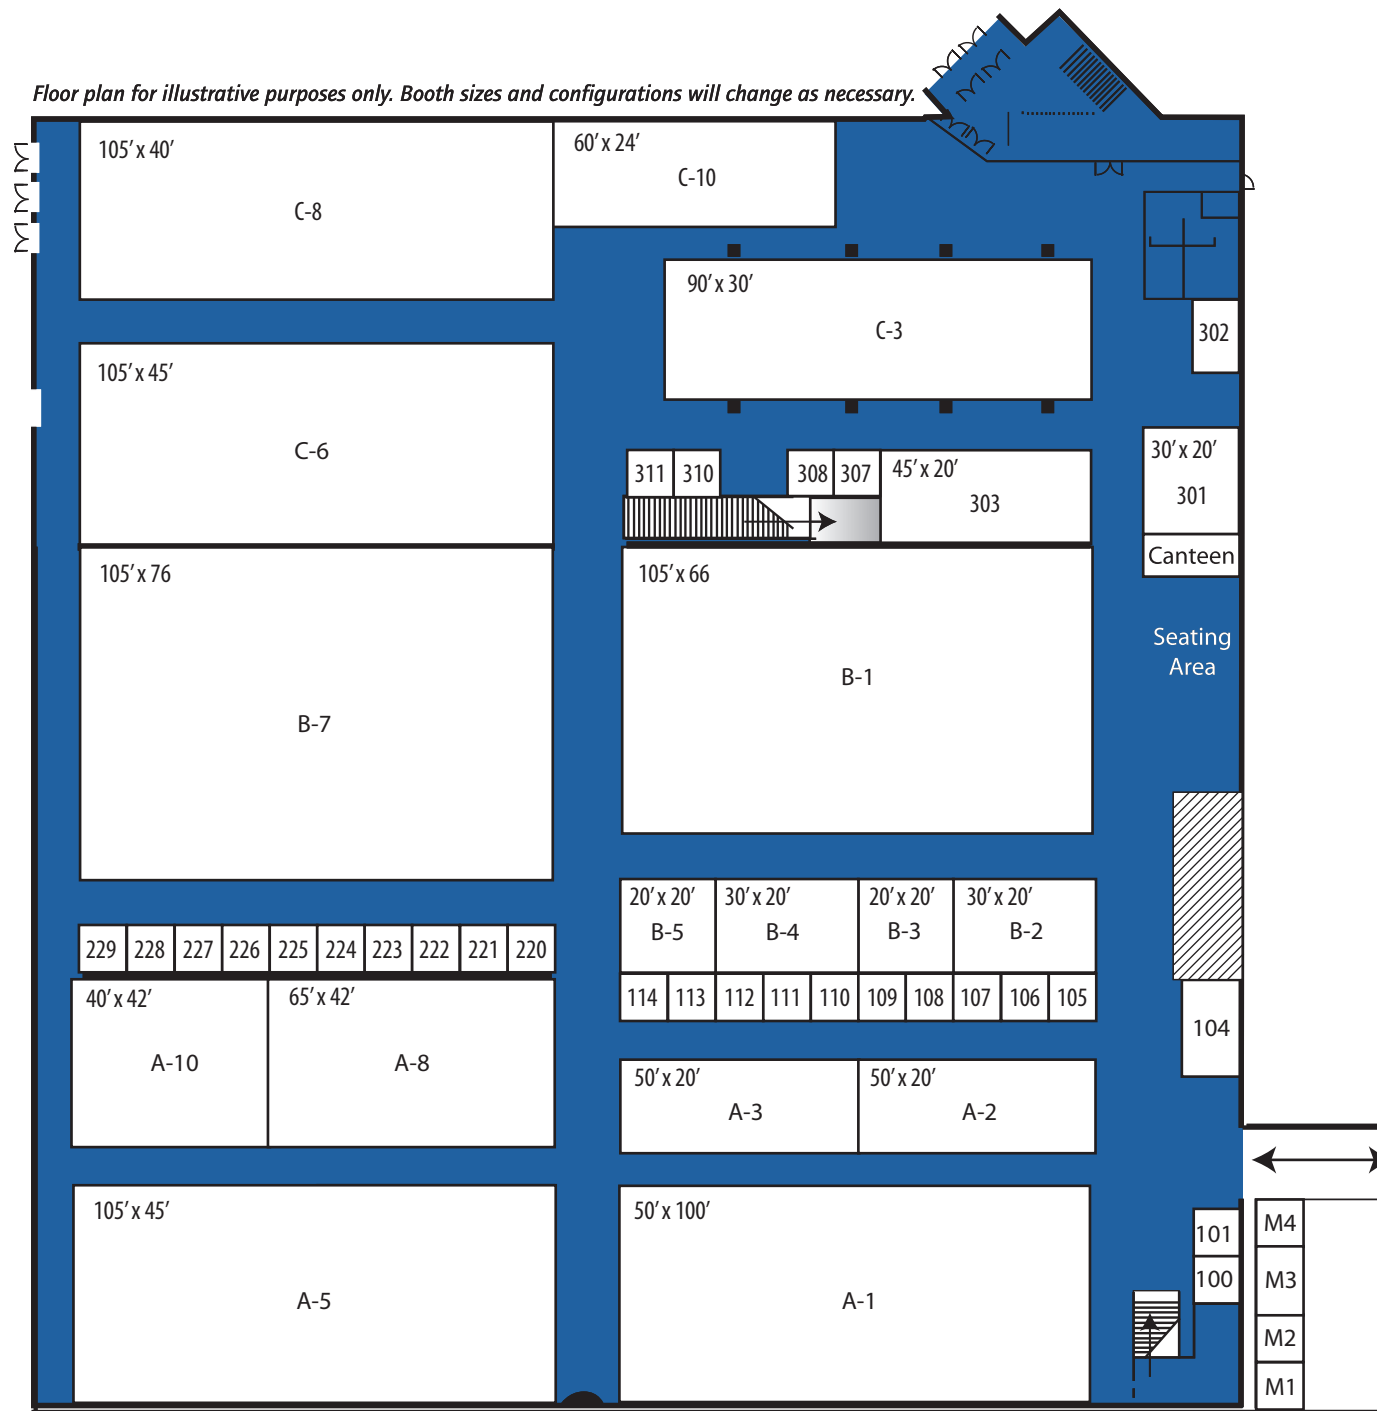 Floor plan for illustrative purposes only. Booth sizes and configurations will change as necessary.
105' x 40'
C-8
60' x 24'
C-10
90' x 30'
C-3
302
105' x 45'
C-6
311
310
308
307
45' x 20'
303
30' x 20'
301
Canteen
105' x 76
B-7
105' x 66
B-1
Seating
Area
20' x 20'
B-5
30' x 20'
B-4
20' x 20'
B-3
30' x 20'
B-2
229
228
227
226
225
224
223
222
221
220
114
113
112
111
110
109
108
107
106
105
104
40' x 42'
A-10
65' x 42'
A-8
50' x 20'
A-3
50' x 20'
A-2
105' x 45'
A-5
50' x 100'
A-1
101
100
M4
M3
M2
M1